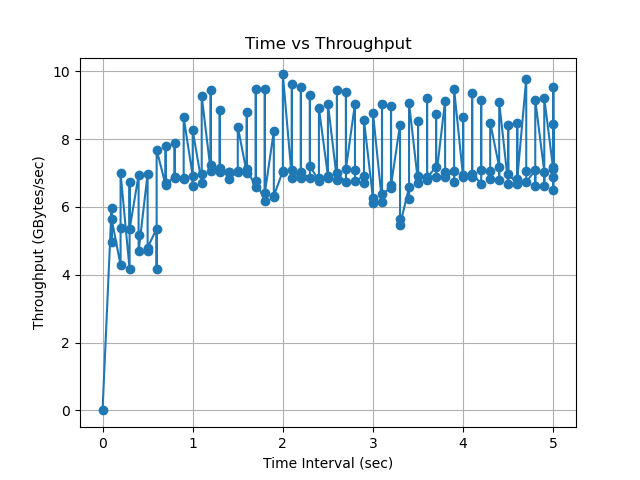 Time vs Throughput
Throughput (GBytes/sec)
10
8
6
4
2
0
0 1 2 3 4 5
Time Interval (sec)